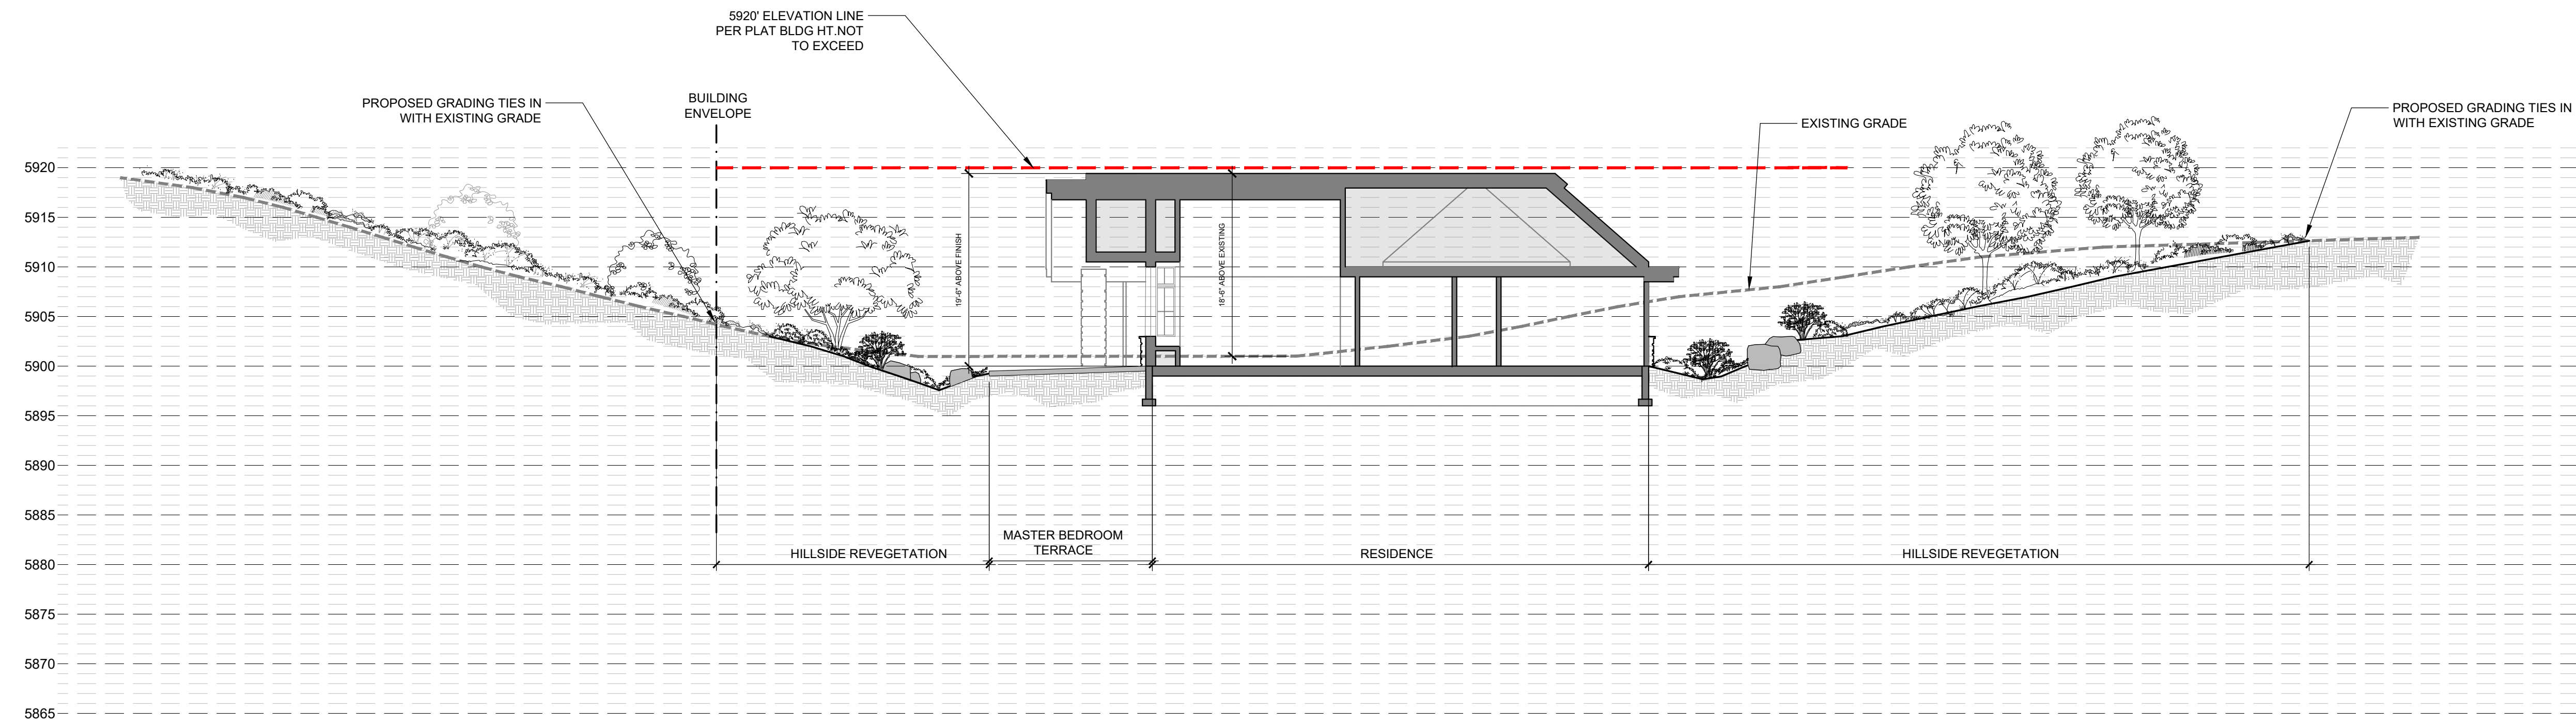 5920' ELEVATION LINE
PER PLAT BLDG HT.NOT
TO EXCEED
PROPOSED GRADING TIES IN
WITH EXISTING GRADE
BUILDING
ENVELOPE
EXISTING GRADE
PROPOSED GRADING TIES IN
WITH EXISTING GRADE
5920
5915
5910
5905
5900
5895
5890
5885
5880
5875
5870
5865
19'-6" ABOVE FINISH
18'-6" ABOVE EXISTING
HILLSIDE REVEGETATION
MASTER BEDROOM
TERRACE
RESIDENCE
HILLSIDE REVEGETATION